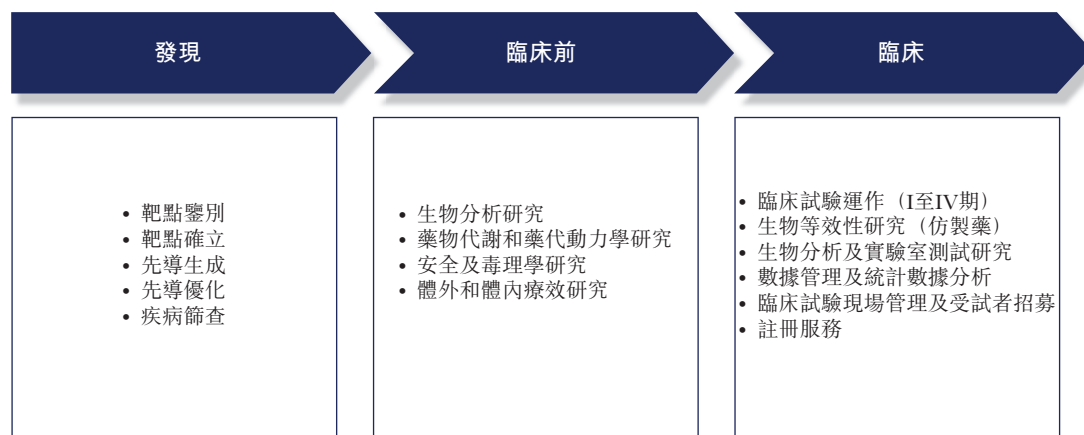 發現
臨床前
臨床
• 靶點鑒別
• 靶點確立
• 先導生成
• 先導優化
• 疾病篩查
• 生物分析研究
• 藥物代謝和藥代動力學研究
• 安全及毒理學研究
• 體外和體內療效研究
• 臨床試驗運作（I至IV期）
• 生物等效性研究（仿製藥）
• 生物分析及實驗室測試研究
• 數據管理及統計數據分析
• 臨床試驗現場管理及受試者招募
• 註冊服務